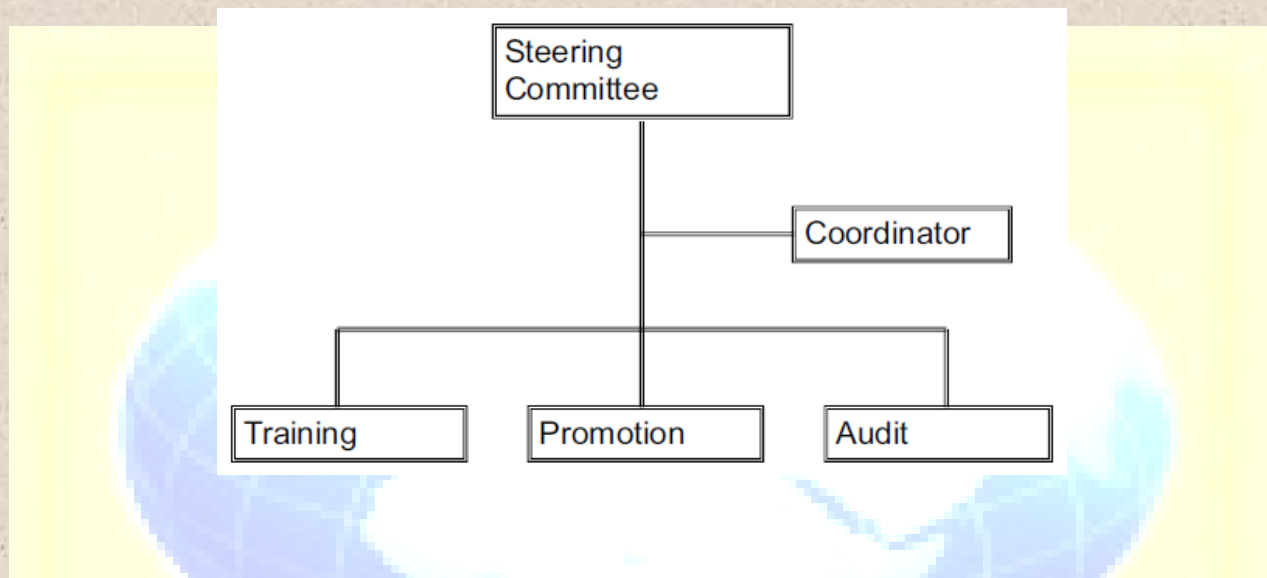 Steering
Committee
Coordinator
Training
Promotion
Audit